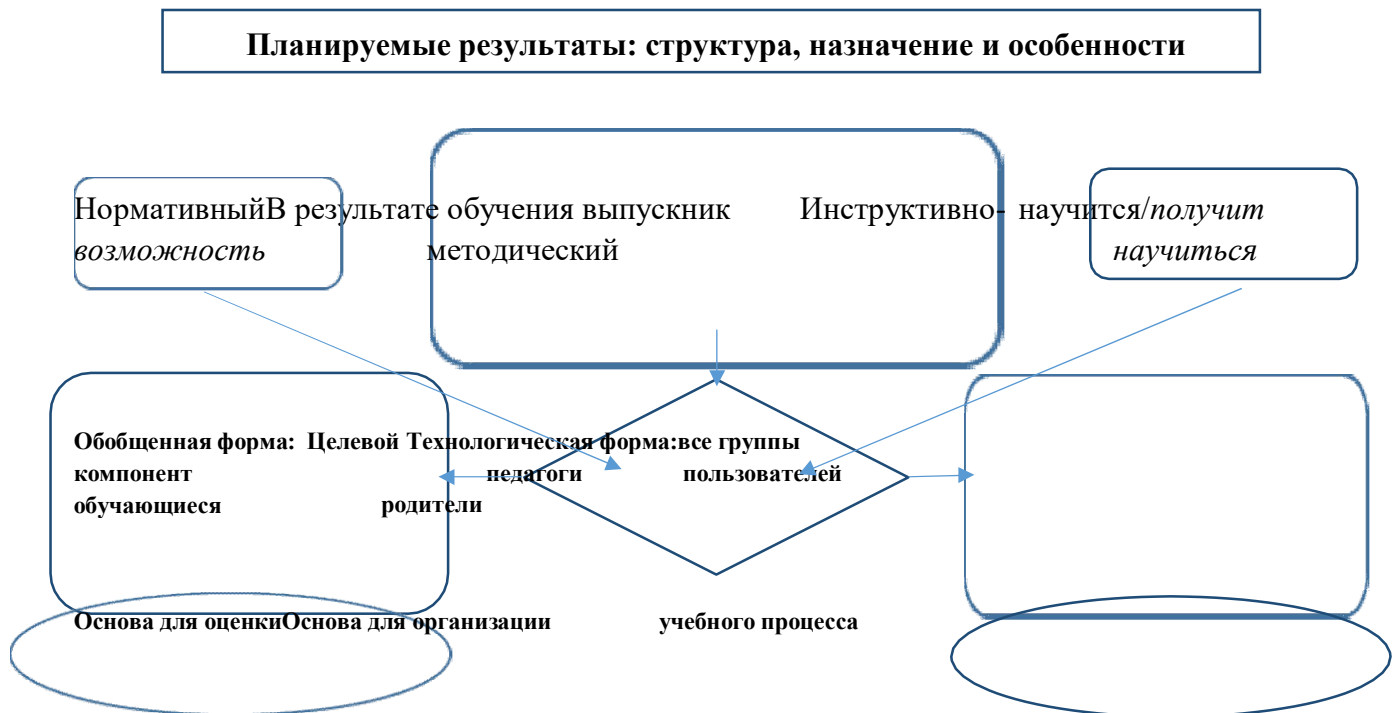 Планируемые результаты: структура, назначение и особенности
НормативныйВ результате обучения выпускник Инструктивно- научится/получит
возможность методический научиться
Обобщенная форма: Целевой Технологическая форма:все группы
компонент педагоги пользователей
обучающиеся родители
Основа для оценкиОснова для организации учебного процесса